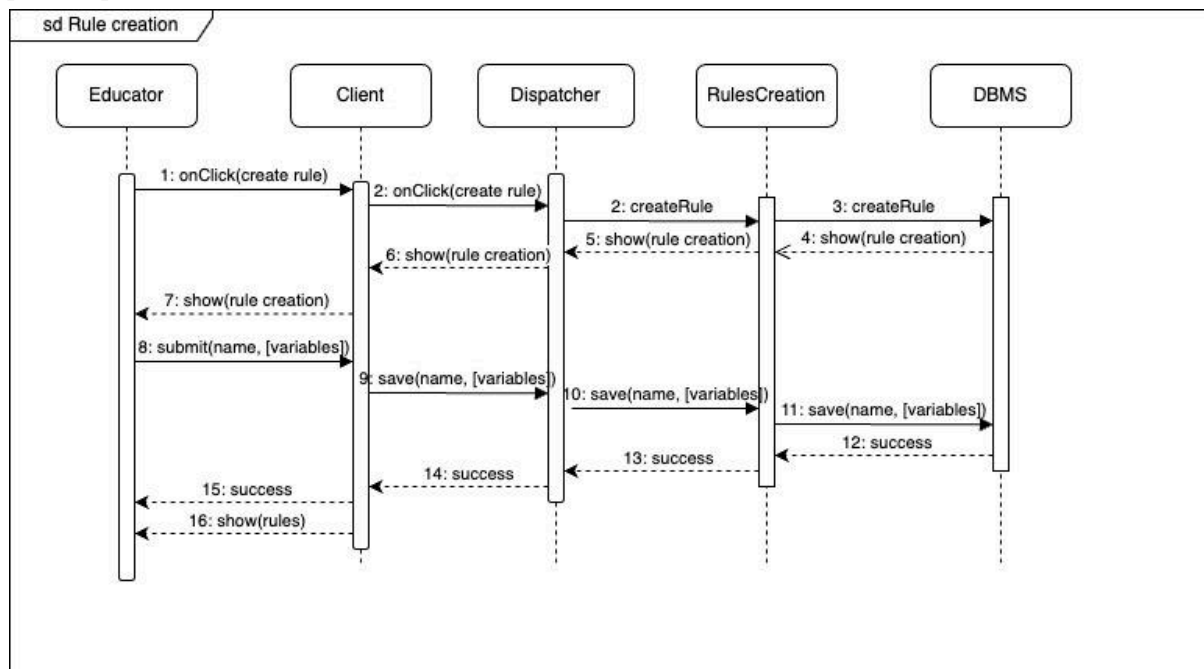 sd Rule creation
Educator
Client
Dispatcher
RulesCreation
DBMS
1: onClick(create rule)
2: onClick(create rule)
2: createRule
3: createRule
4: show(rule creation)
5: show(rule creation)
6: show(rule creation)
7: show(rule creation)
8: submit(name, [variables])
9: save(name, [variables])
10: save(name, [variables])
11: save(name, [variables])
12: success
13: success
14: success
15: success
16: show(rules)